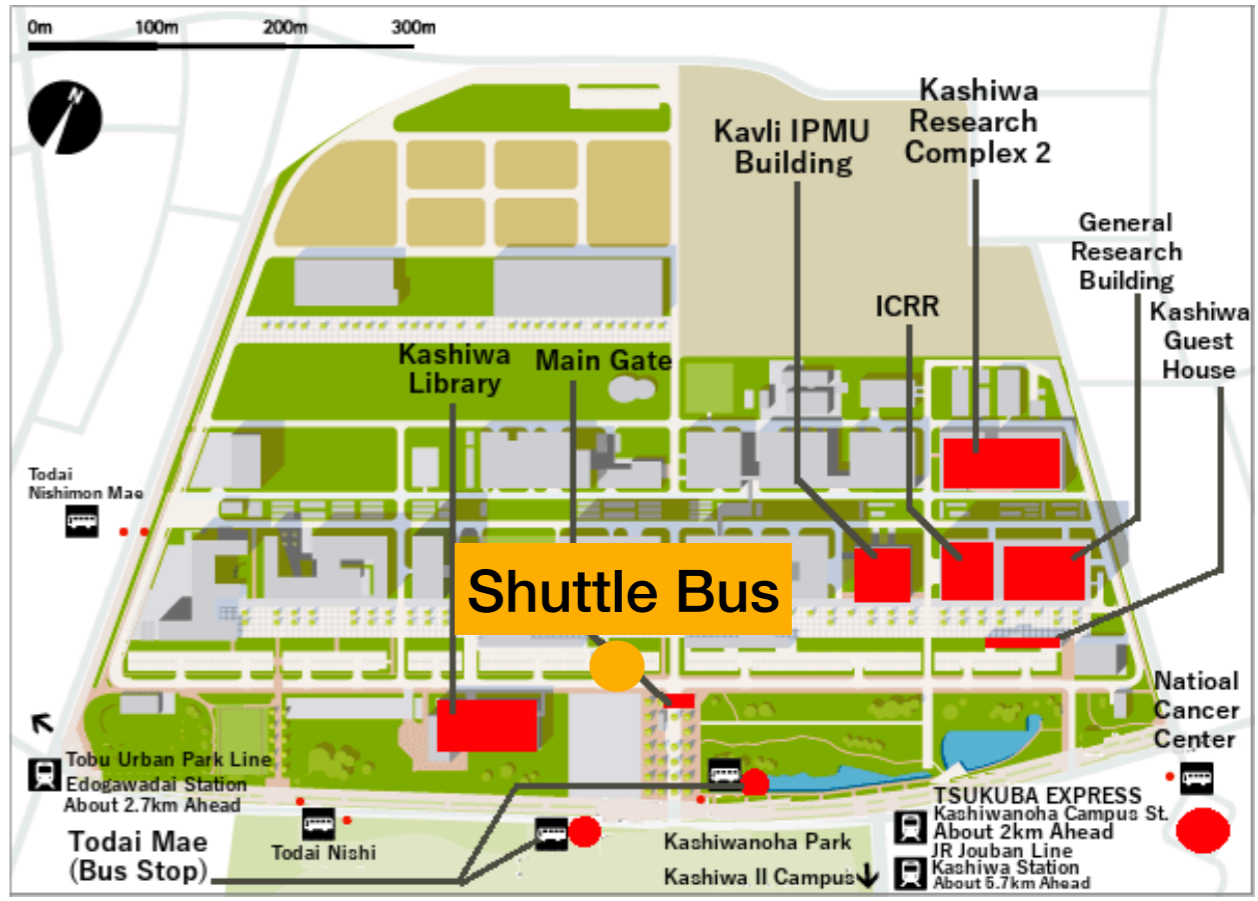 0m 100m 200m 300m
N
Kashiwa
Research
Complex 2
Kavli IPMU
Building
General
Research
Building
ICRR
Kashiwa
Guest
House
Kashiwa
Library
Main Gate
Todai
Nishimon Mae
Shuttle Bus
Natioal
Cancer
Center
Tobu Urban Park Line
Edogawadai Station
About 2.7km Ahead
Todai Mae
(Bus Stop)
Todai Nishi
Kashiwanoha Park
Kashiwa II Campus
TSUKUBA EXPRESS
Kashiwanoha Campus St.
About 2km Ahead
JR Jouban Line
Kashiwa Station
About 5.7km Ahead